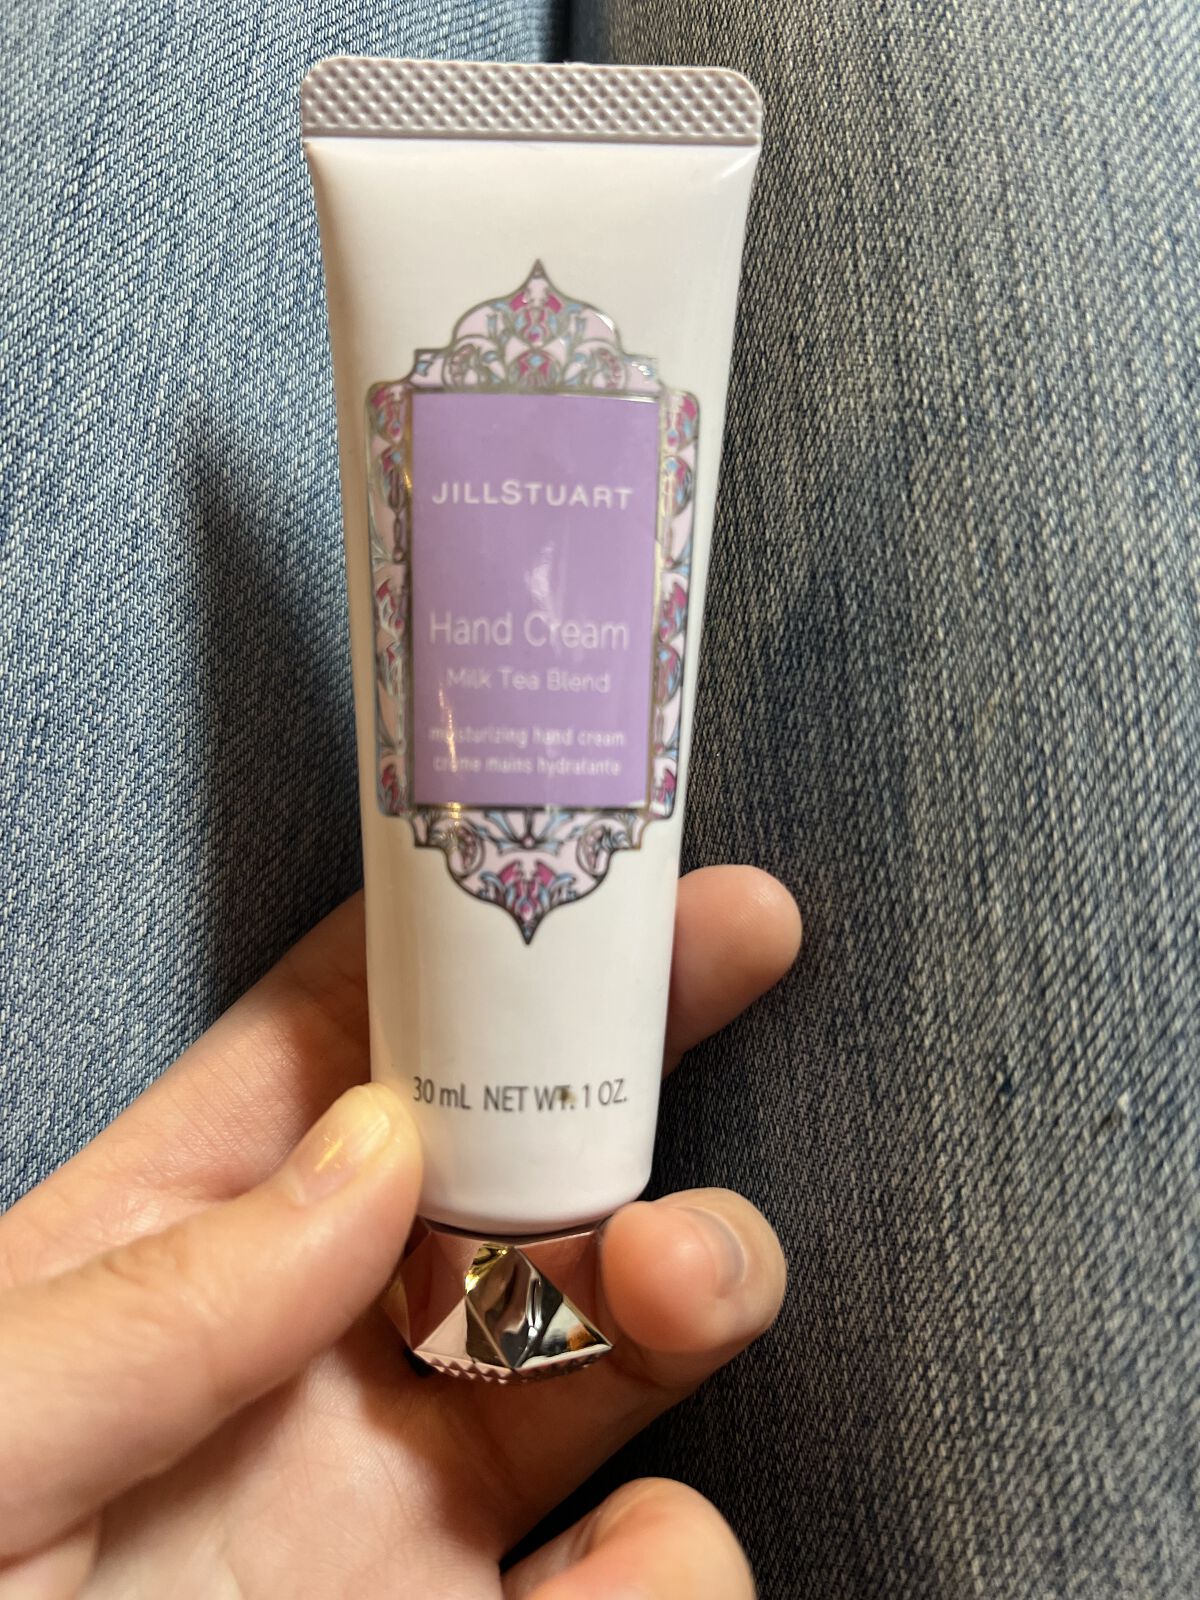 JILLSTUART
Hand Cream
Milk Tea Blend
moisturizing hand cream
crème mains hydratante
30 mL NET WT. 1 OZ.